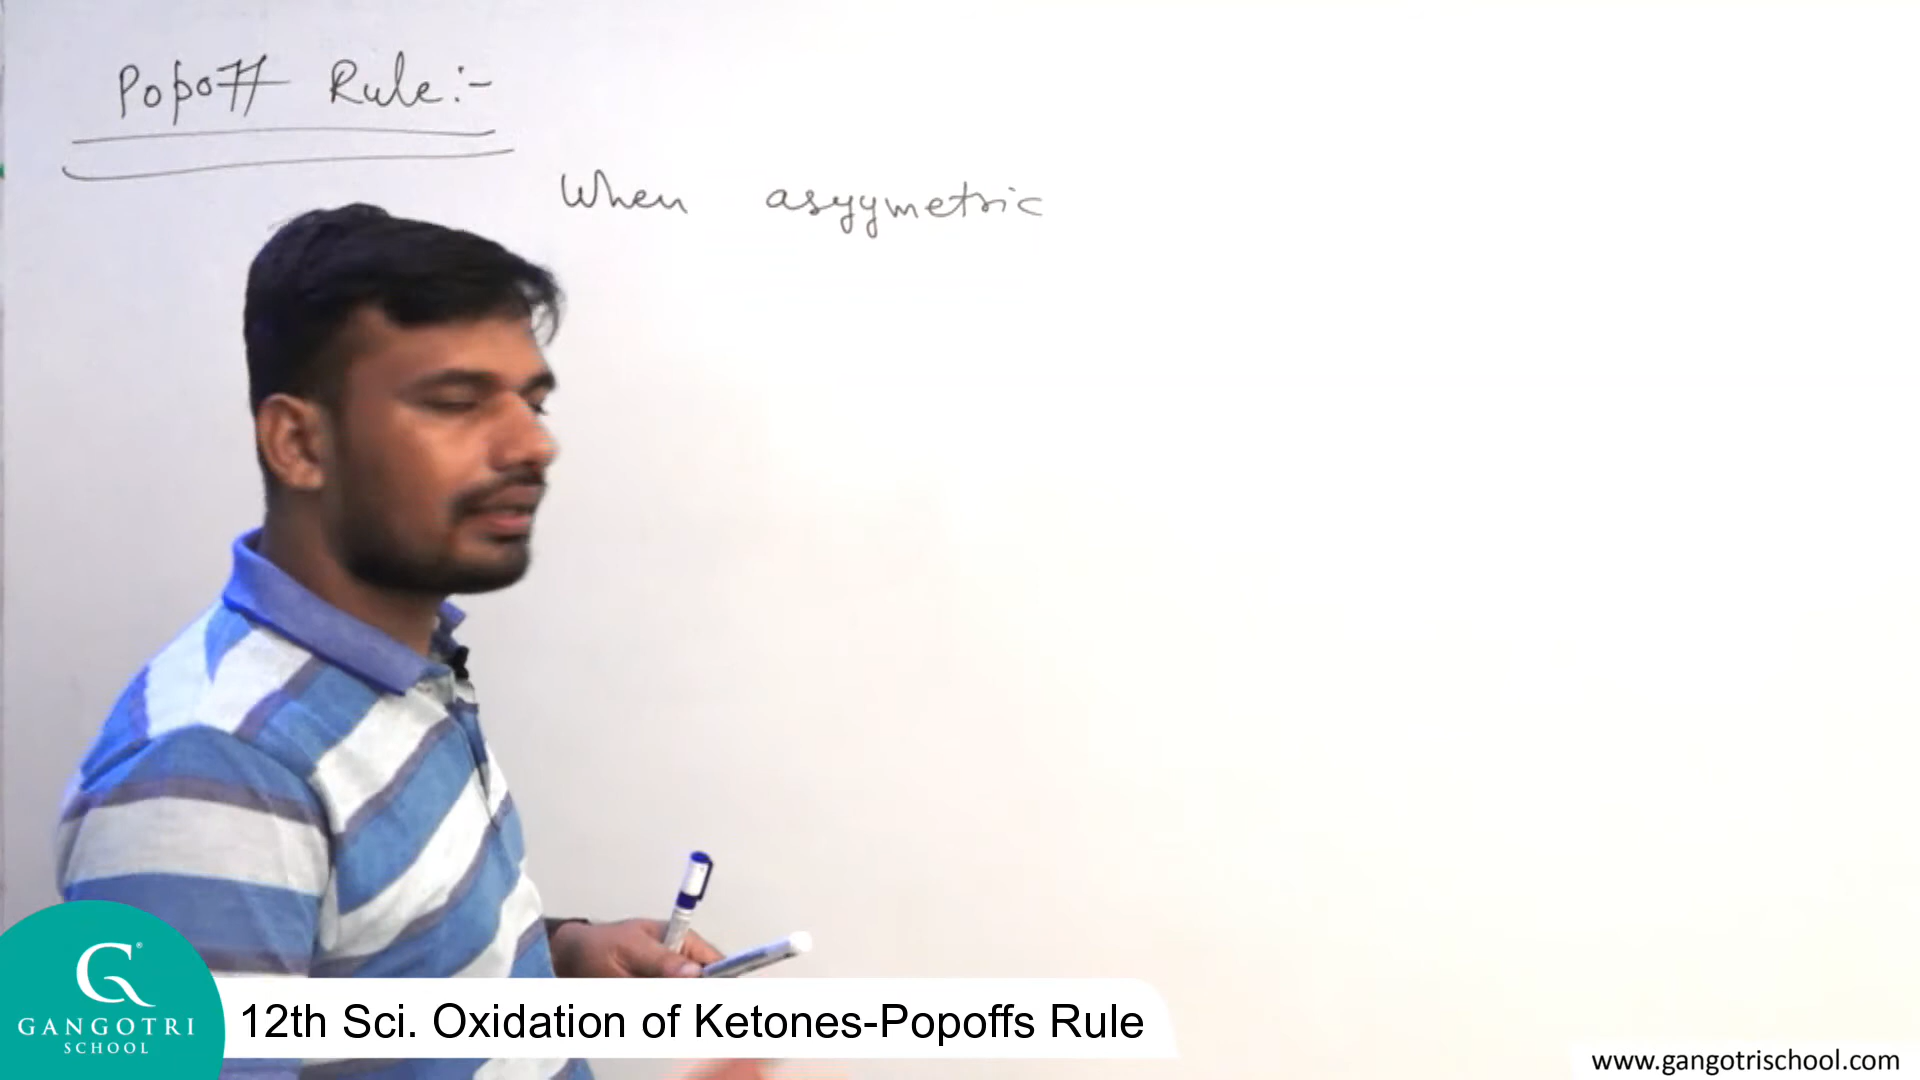 Popoff Rule:-
When asyymetric
GANGOTRI
SCHOOL
12th Sci. Oxidation of Ketones-Popoffs Rule
www.gangotrischool.com